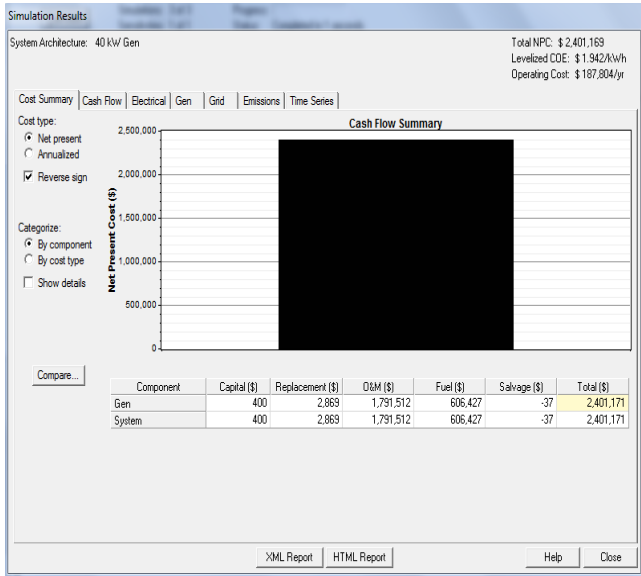 Simulation Results
System Architecture: 40 kW Gen
Total NPC: $ 2,401,169
Levelized COE: $ 1.942/kWh
Operating Cost: $ 187,804/yr
Cost Summary Cash Flow Electrical Gen Grid Emissions Time Series
Cost type:
Net present
Annualized
Reverse sign
Categorize:
By component
By cost type
Show details
Compare...
Cash Flow Summary
Net Present Cost ($)
2,500,000
2,000,000
1,500,000
1,000,000
500,000
0
Component Capital ($) Replacement ($) O&M ($) Fuel ($) Salvage ($) Total ($)
Gen 400 2,869 1,791,512 606,427 -37 2,401,171
System 400 2,869 1,791,512 606,427 -37 2,401,171
XML Report HTML Report Help Close